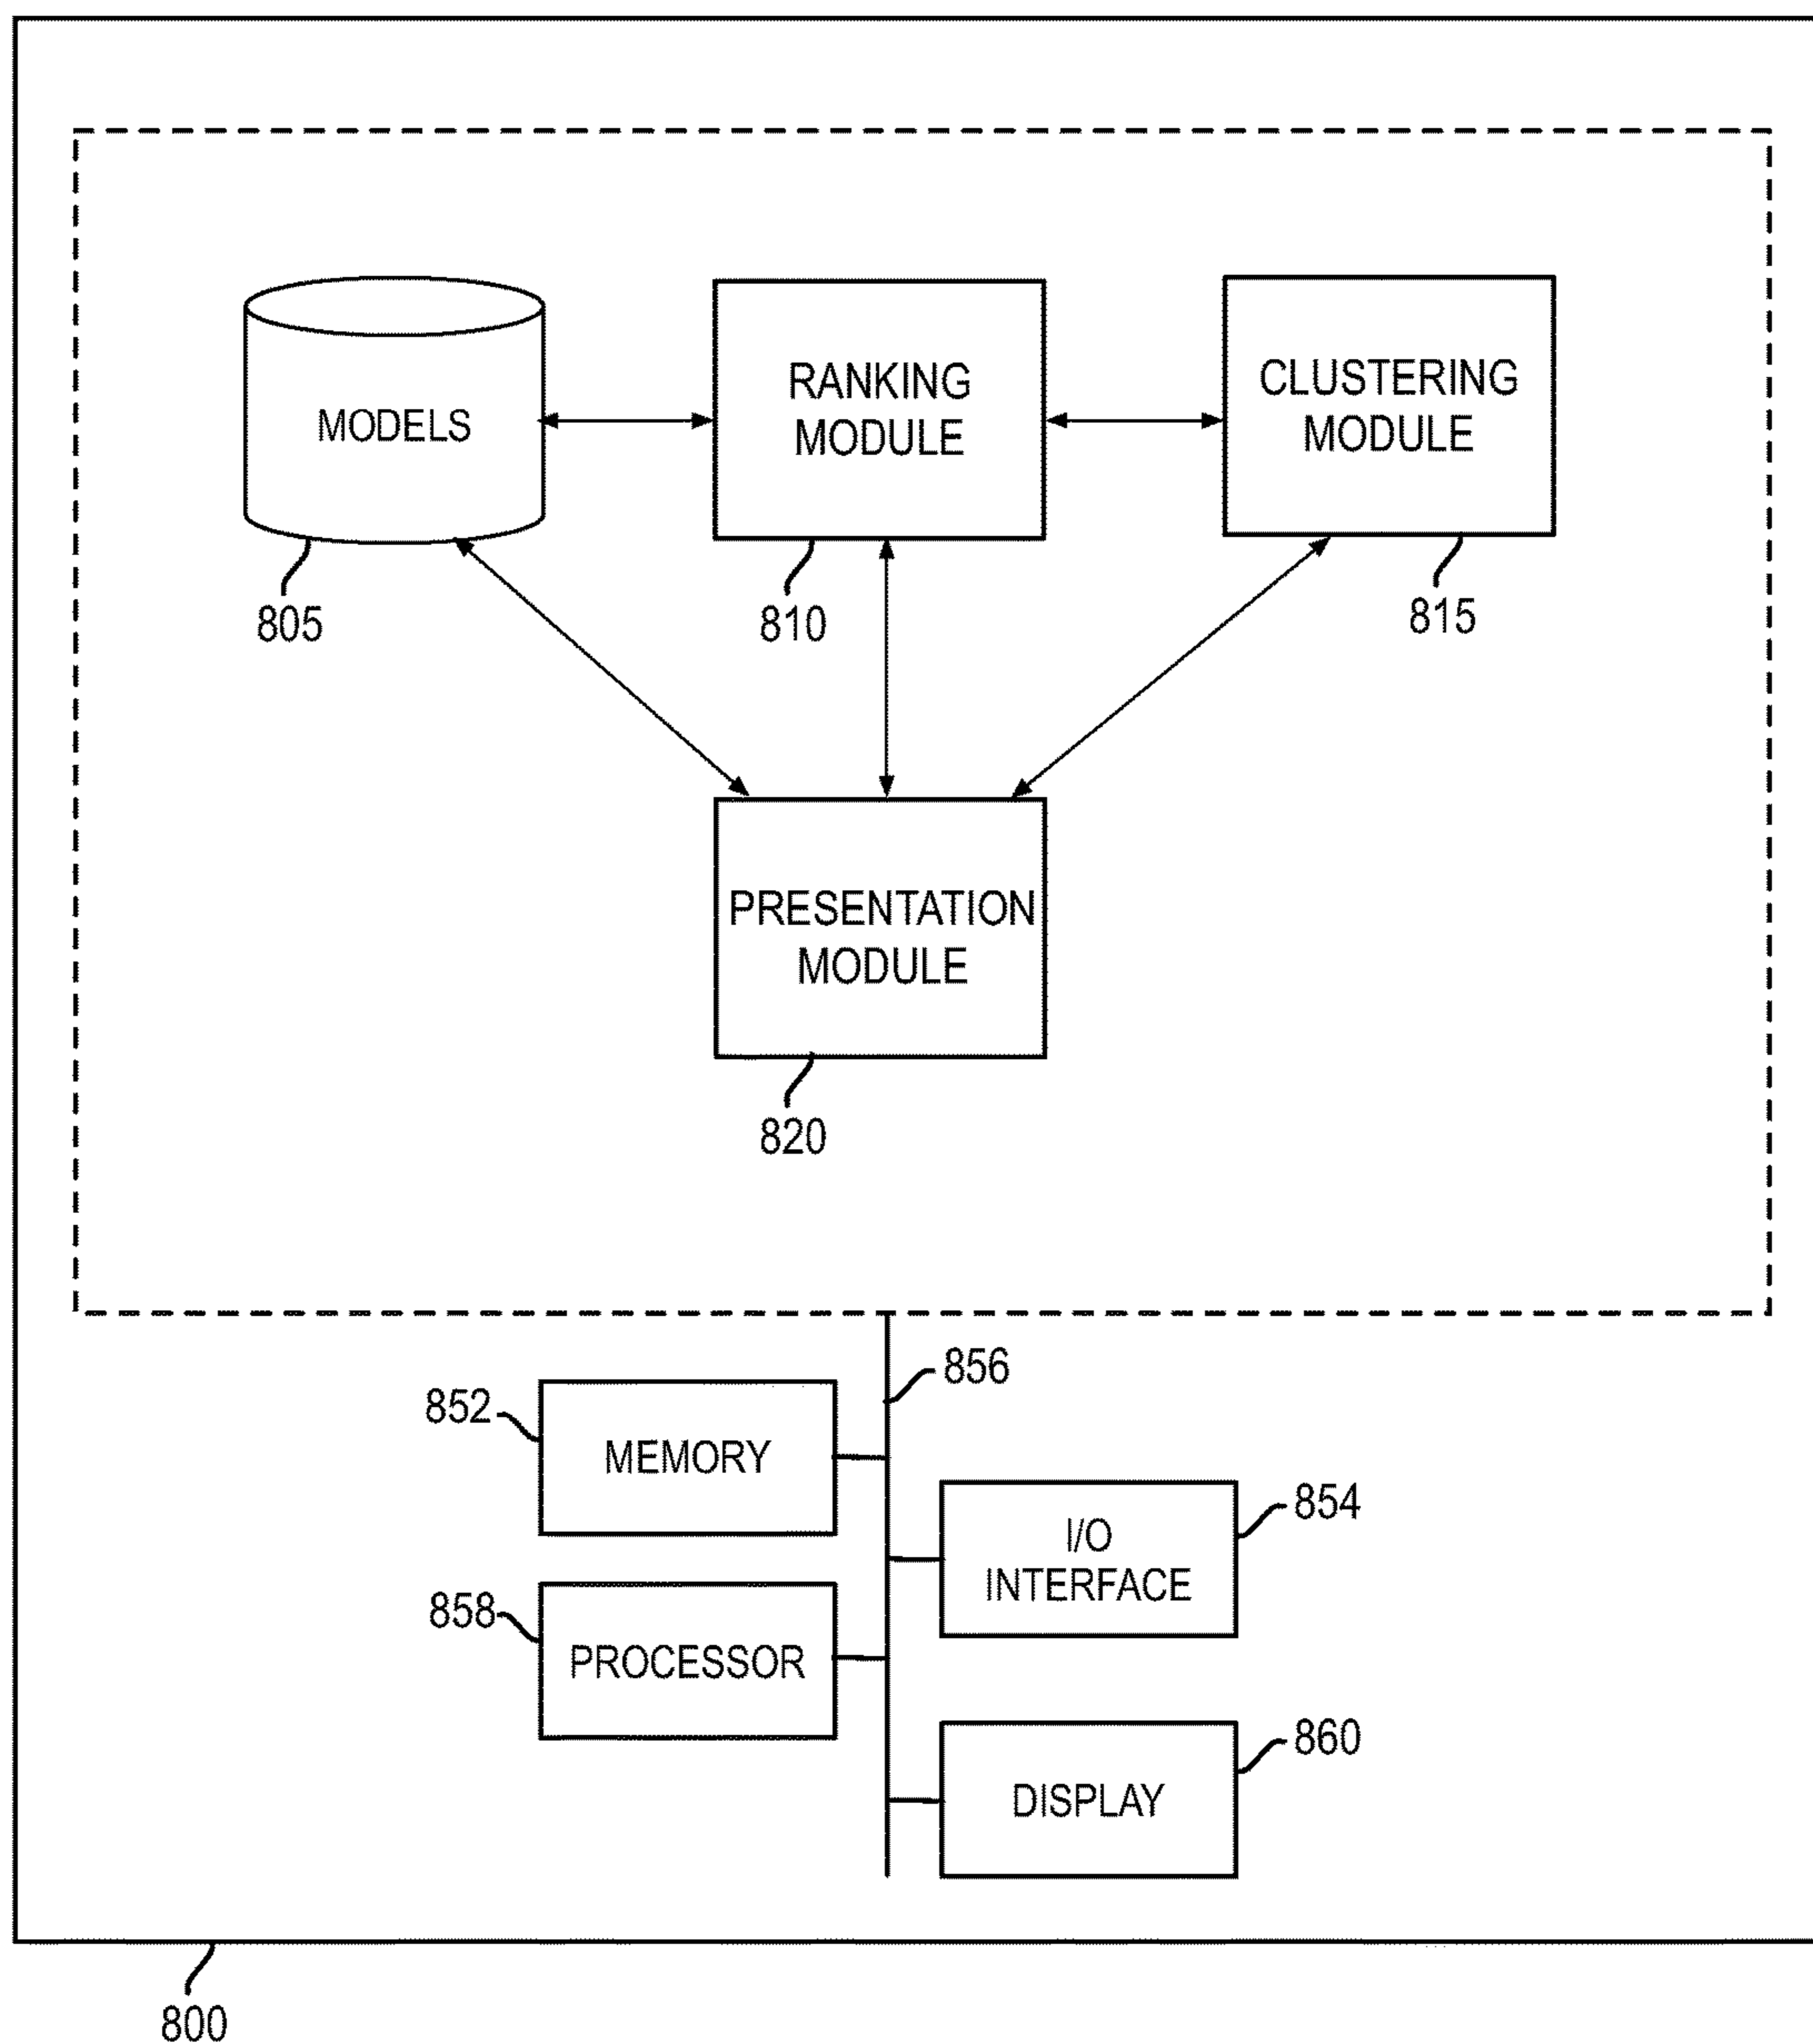 MODELS
RANKING
MODULE
CLUSTERING
MODULE
805
810
815
PRESENTATION
MODULE
820
856
852
MEMORY
854
I/O
INTERFACE
858
PROCESSOR
860
DISPLAY
800